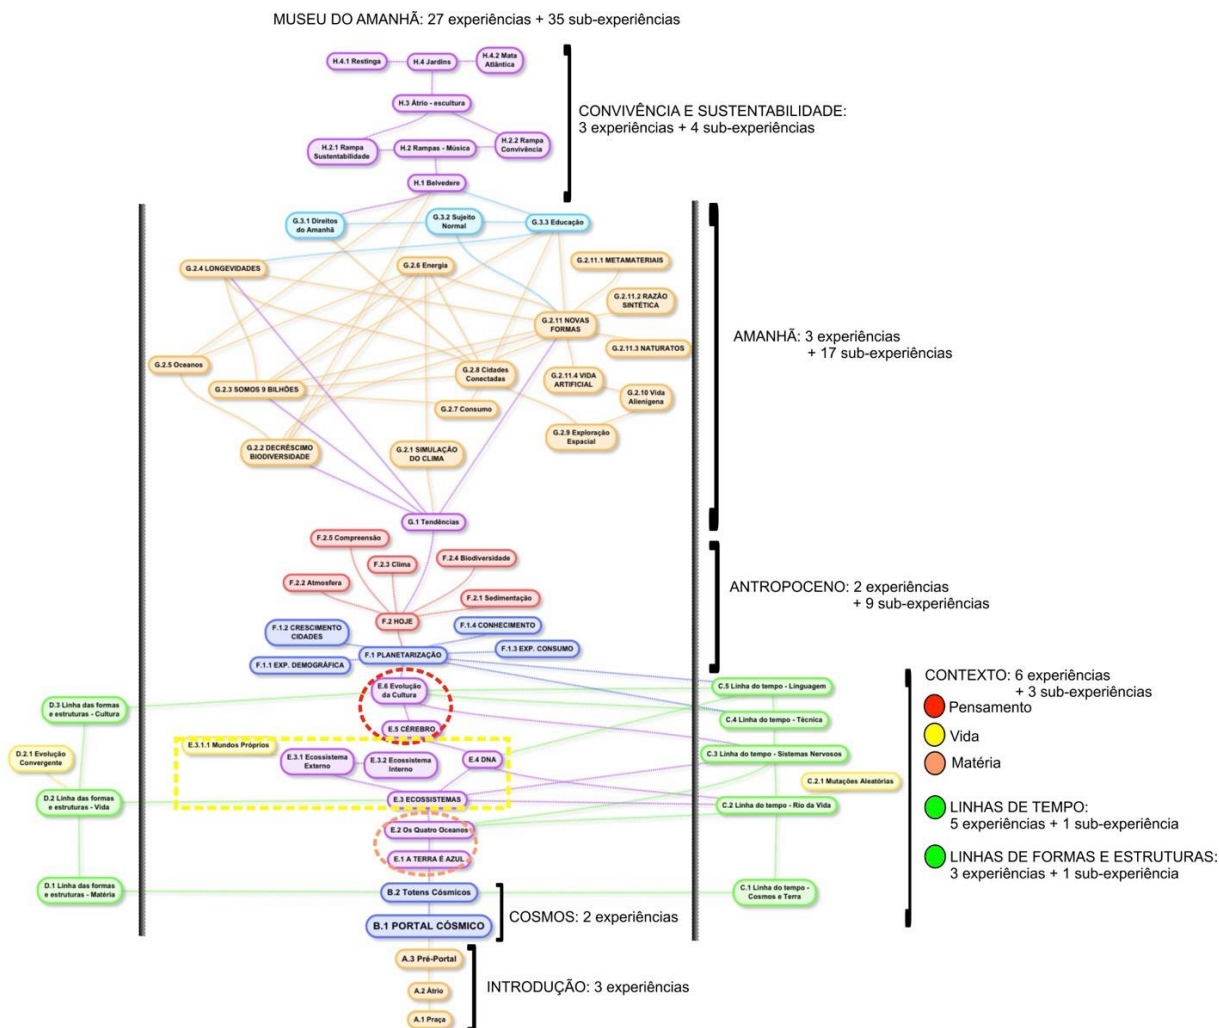 MUSEU DO AMANHÃ: 27 experiências + 35 sub-experiências
H.4.1 Restinga
H.4 Jardins
H.4.2 Mata
Atlântica
H.3 Átrio - escultura
CONVIVÊNCIA E SUSTENTABILIDADE:
3 experiências + 4 sub-experiências
H.2.1 Rampa
Sustentabilidade
H.2 Rampas - Música
H.2.2 Rampa
Convivência
H.1 Belvedere
G.3.1 Direitos
do Amanhã
G.3.2 Sujeito
Normal
G.3.3 Educação
G.2.4 LONGEVIDADES
G.2.6 Energia
G.2.11.1 METAMATERIAIS
G.2.11.2 RAZÃO
SINTÉTICA
G.2.11 NOVAS
FORMAS
G.2.11.3 NATURATOS
AMANHÃ: 3 experiências
+ 17 sub-experiências
G.2.5 Oceanos
G.2.3 SOMOS 9 BILHÕES
G.2.8 Cidades
Conectadas
G.2.11.4 VIDA
ARTIFICIAL
G.2.10 Vida
Alienígena
G.2.7 Consumo
G.2.9 Exploração
Espacial
G.2.2 DECRÉSCIMO
BIODIVERSIDADE
G.2.1 SIMULAÇÃO
DO CLIMA
G.1 Tendências
F.2.5 Compreensão
F.2.3 Clima
F.2.4 Biodiversidade
F.2.2 Atmosfera
F.2.1 Sedimentação
F.2 HOJE
ANTROPOCENO: 2 experiências
+ 9 sub-experiências
F.1.2 CRESCIMENTO
CIDADES
F.1.4 CONHECIMENTO
F.1.3 EXP. CONSUMO
F.1 PLANETARIZAÇÃO
F.1.1 EXP. DEMOGRÁFICA
E.6 Evolução
da Cultura
E.5 CÉREBRO
C.5 Linha do tempo - Linguagem
C.4 Linha do tempo - Técnica
C.3 Linha do tempo - Sistemas Nervosos
C.2.1 Mutações Aleatórias
C.2 Linha do tempo - Rio da Vida
C.1 Linha do tempo -
Cosmos e Terra
D.3 Linha das formas
e estruturas - Cultura
D.2.1 Evolução
Convergente
D.2 Linha das formas
e estruturas - Vida
D.1 Linha das formas
e estruturas - Matéria
E.3.1.1 Mundos Próprios
E.3.1 Ecossistema
Externo
E.3.2 Ecossistema
Interno
E.4 DNA
E.3 ECOSSISTEMAS
E.2 Os Quatro Oceanos
E.1 A TERRA É AZUL
CONTEXTO: 6 experiências
+ 3 sub-experiências
Pensamento
Vida
Matéria
LINHAS DE TEMPO:
5 experiências + 1 sub-experiência
LINHAS DE FORMAS E ESTRUTURAS:
3 experiências + 1 sub-experiência
B.2 Totens Cósmicos
B.1 PORTAL CÓSMICO
COSMOS: 2 experiências
A.3 Pré-Portal
A.2 Átrio
A.1 Praça
INTRODUÇÃO: 3 experiências